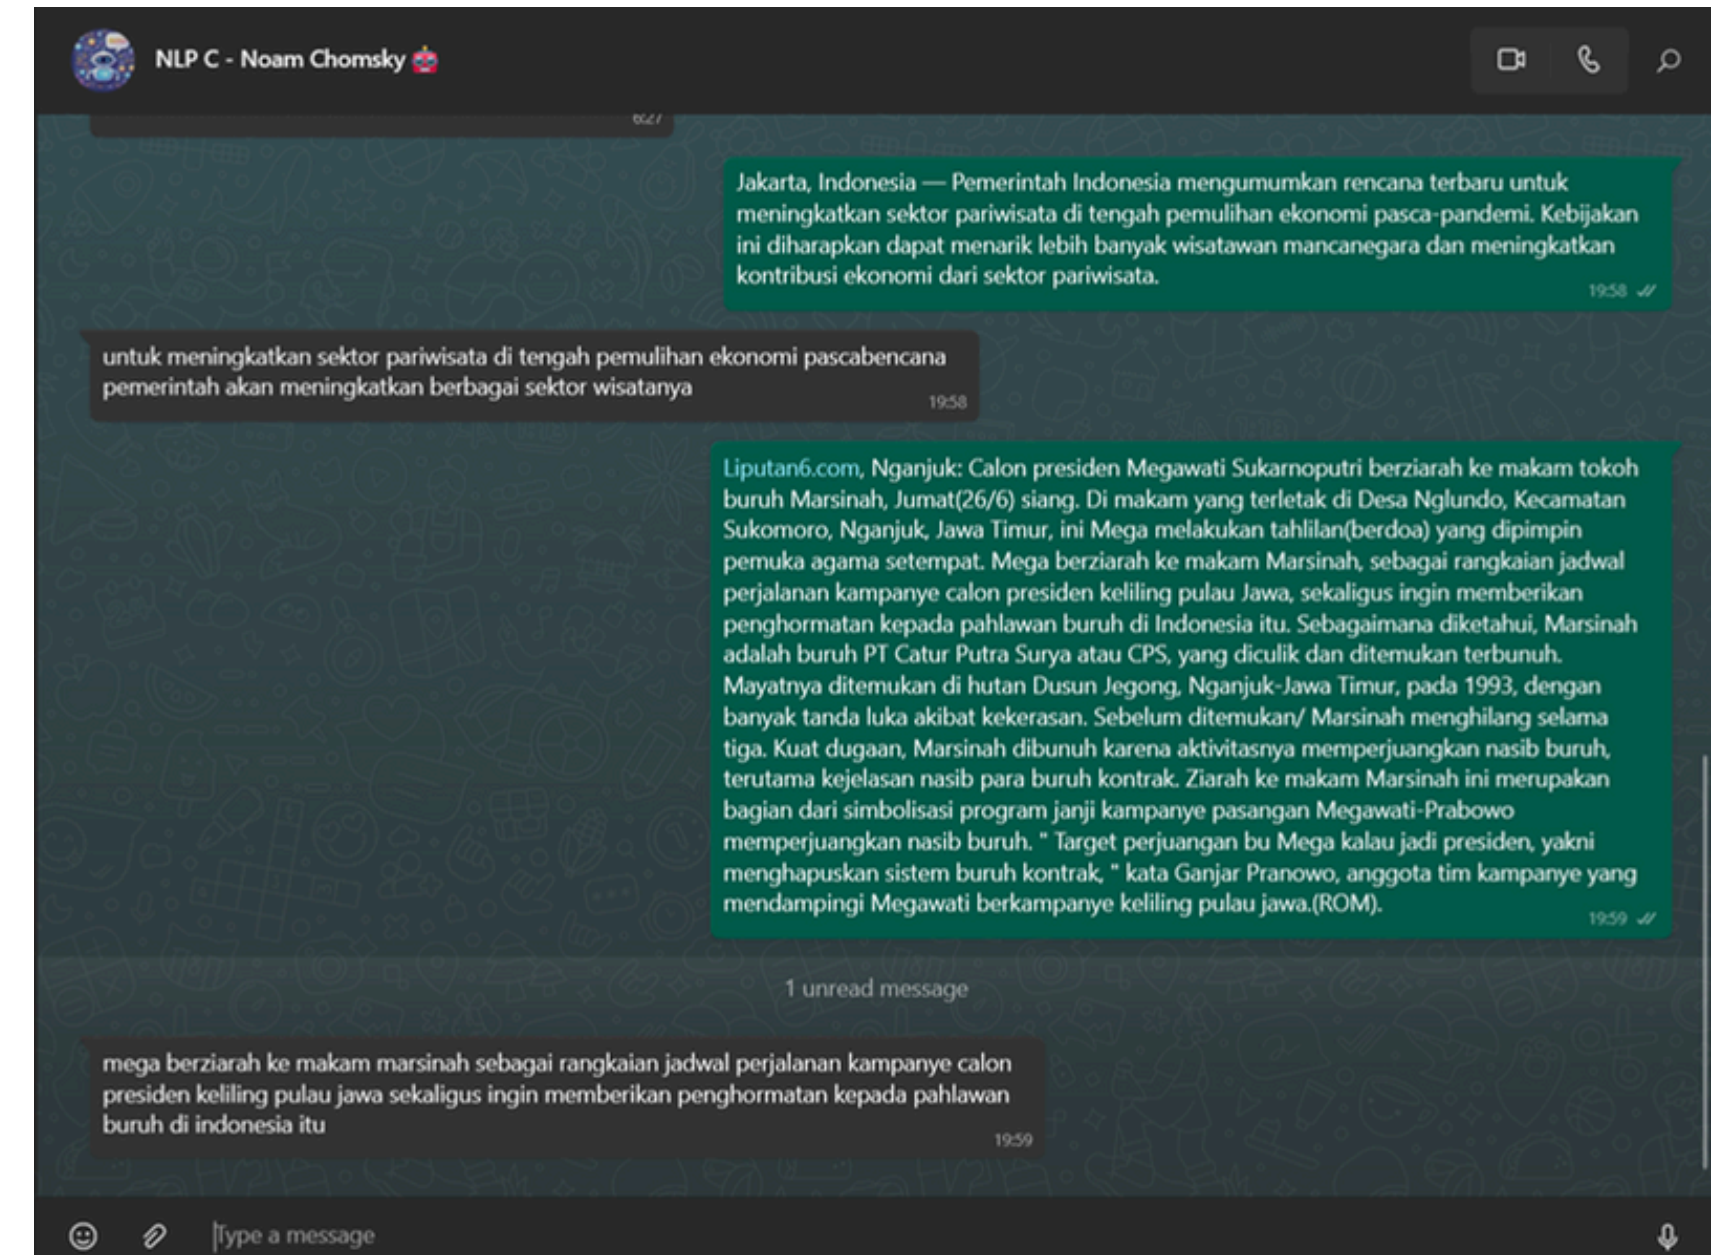 NLP C - Noam Chomsky
6:27
Jakarta, Indonesia — Pemerintah Indonesia mengumumkan rencana terbaru untuk
meningkatkan sektor pariwisata di tengah pemulihan ekonomi pasca-pandemi. Kebijakan
ini diharapkan dapat menarik lebih banyak wisatawan mancanegara dan meningkatkan
kontribusi ekonomi dari sektor pariwisata.
19:58
untuk meningkatkan sektor pariwisata di tengah pemulihan ekonomi pascabencana
pemerintah akan meningkatkan berbagai sektor wisatanya
19:58
Liputan6.com, Nganjuk: Calon presiden Megawati Sukarnoputri berziarah ke makam tokoh
buruh Marsinah, Jumat(26/6) siang. Di makam yang terletak di Desa Nglundo, Kecamatan
Sukomoro, Nganjuk, Jawa Timur, ini Mega melakukan tahlilan(berdoa) yang dipimpin
pemuka agama setempat. Mega berziarah ke makam Marsinah, sebagai rangkaian jadwal
perjalanan kampanye calon presiden keliling pulau Jawa, sekaligus ingin memberikan
penghormatan kepada pahlawan buruh di Indonesia itu. Sebagaimana diketahui, Marsinah
adalah buruh PT Catur Putra Surya atau CPS, yang diculik dan ditemukan terbunuh.
Mayatnya ditemukan di hutan Dusun Jegong, Nganjuk-Jawa Timur, pada 1993, dengan
banyak tanda luka akibat kekerasan. Sebelum ditemukan/ Marsinah menghilang selama
tiga. Kuat dugaan, Marsinah dibunuh karena aktivitasnya memperjuangkan nasib buruh,
terutama kejelasan nasib para buruh kontrak. Ziarah ke makam Marsinah ini merupakan
bagian dari simbolisasi program janji kampanye pasangan Megawati-Prabowo
memperjuangkan nasib buruh. " Target perjuangan bu Mega kalau jadi presiden, yakni
menghapuskan sistem buruh kontrak, " kata Ganjar Pranowo, anggota tim kampanye yang
mendampingi Megawati berkampanye keliling pulau jawa.(ROM).
19:59
1 unread message
mega berziarah ke makam marsinah sebagai rangkaian jadwal perjalanan kampanye calon
presiden keliling pulau jawa sekaligus ingin memberikan penghormatan kepada pahlawan
buruh di indonesia itu
19:59
Type a message